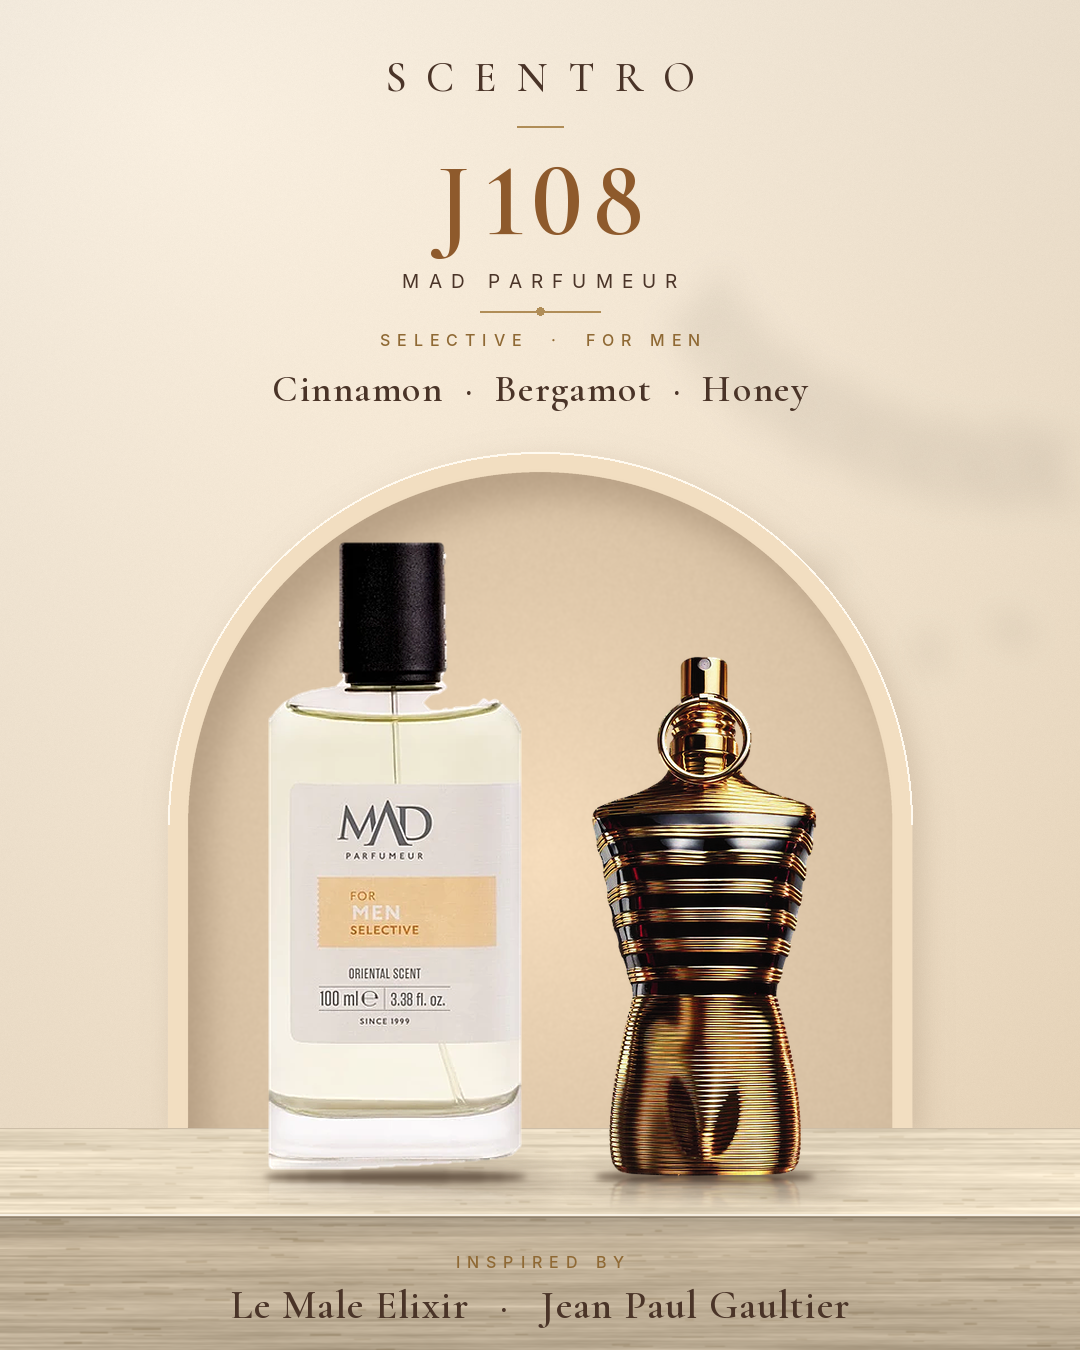 SCENTRO
J108
MAD PARFUMEUR
SELECTIVE · FOR MEN
Cinnamon · Bergamot · Honey
MAD
PARFUMEUR
FOR
MEN
SELECTIVE
ORIENTAL SCENT
100 ml ℮ 3.38 fl. oz.
SINCE 1999
INSPIRED BY
Le Male Elixir · Jean Paul Gaultier